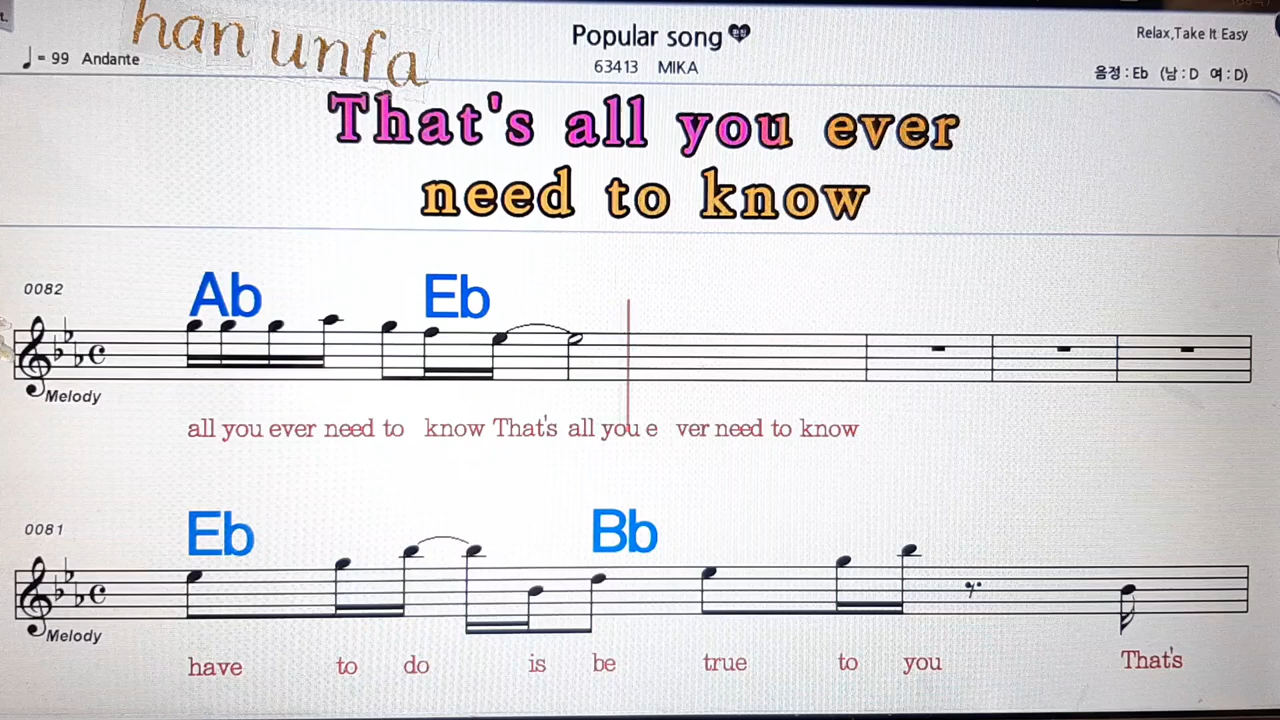 t.
han unfa
Popular song
Relax,Take It Easy
♩= 99 Andante
63413 MIKA
음정 : Eb (남 : D 여 : D)
That's all you ever
need to know
0082
Ab Eb
Melody
all you ever need to know That's all you e ver need to know
0081
Eb Bb
Melody
have to do is be true to you That's